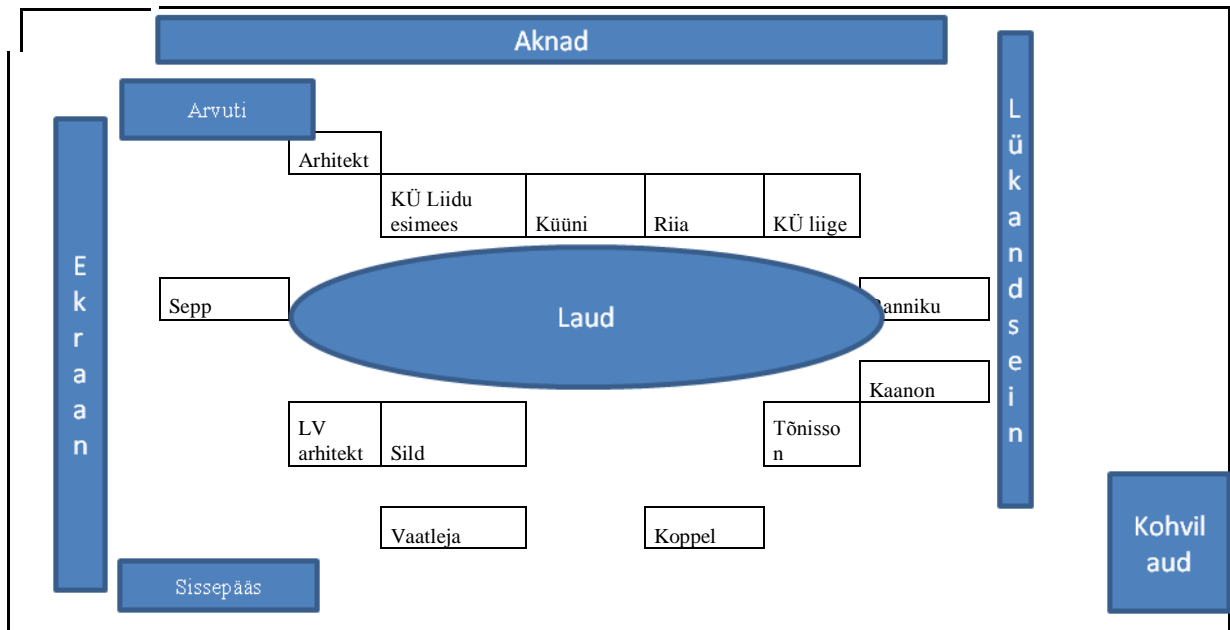 Aknad
Arvuti
Arhitekt
KÜ Liidu
esimees
Küüni
Riia
KÜ liige
Ekraan
Lükandsein
Sepp
Laud
Ranniku
Kaanon
LV
arhitekt
Sild
Tõnisso
n
Vaatleja
Koppel
Kohvil
aud
Sissepääs